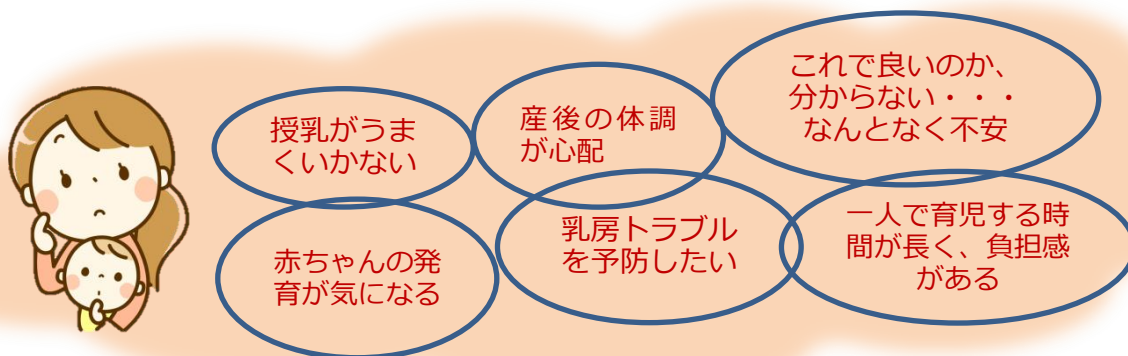 授乳がうま
くいかない
産後の体調
が心配
これで良いのか、
分からない・・・
なんとなく不安
赤ちゃんの発
育が気になる
乳房トラブル
を予防したい
一人で育児する時
間が長く、負担感
がある